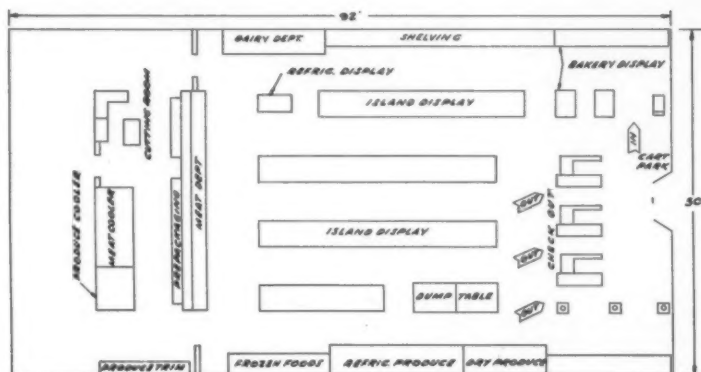 92'
DAIRY DEPT.
SHELVING
REFRIG. DISPLAY
BAKERY DISPLAY
ISLAND DISPLAY
CUTTING ROOM
IN
CART
PARK
MEAT DEPT
PREPACKAGING
PRODUCE COOLER
MEAT COOLER
OUT
CHECK OUT
50'
ISLAND DISPLAY
OUT
DUMP TABLE
OUT
PRODUCE TRIM
FROZEN FOODS
REFRIG. PRODUCE
DRY PRODUCE